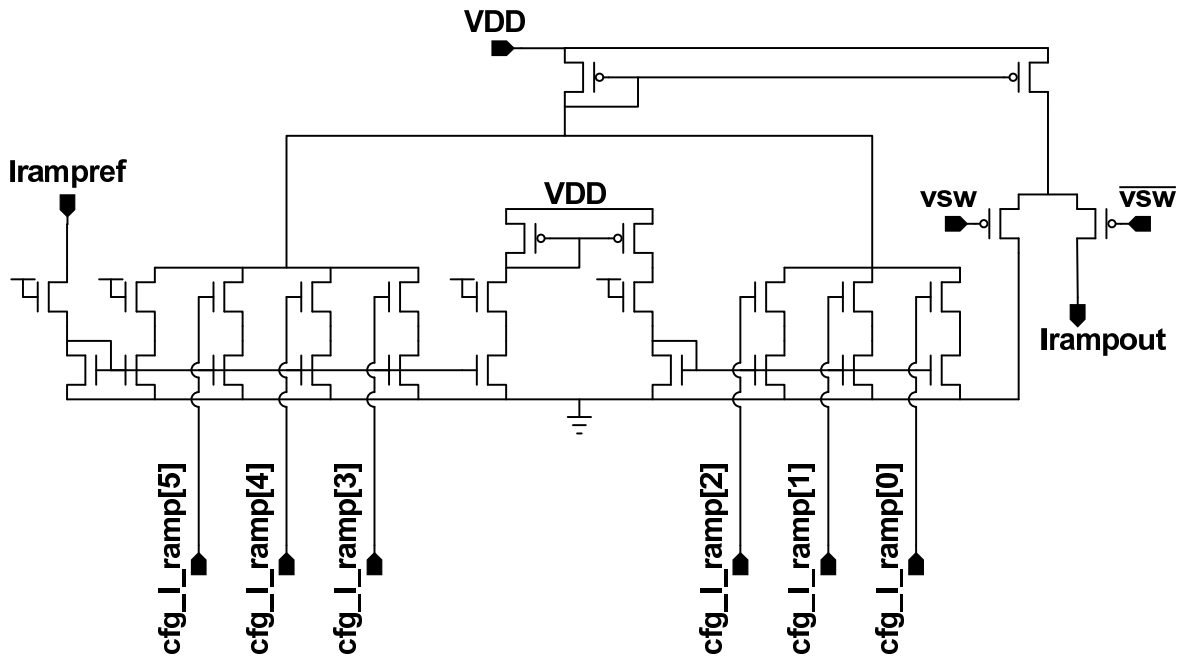 VDD
Irampref
VDD
vsw
vsw
Irampout
cfg_I_ramp[5]
cfg_I_ramp[4]
cfg_I_ramp[3]
cfg_I_ramp[2]
cfg_I_ramp[1]
cfg_I_ramp[0]